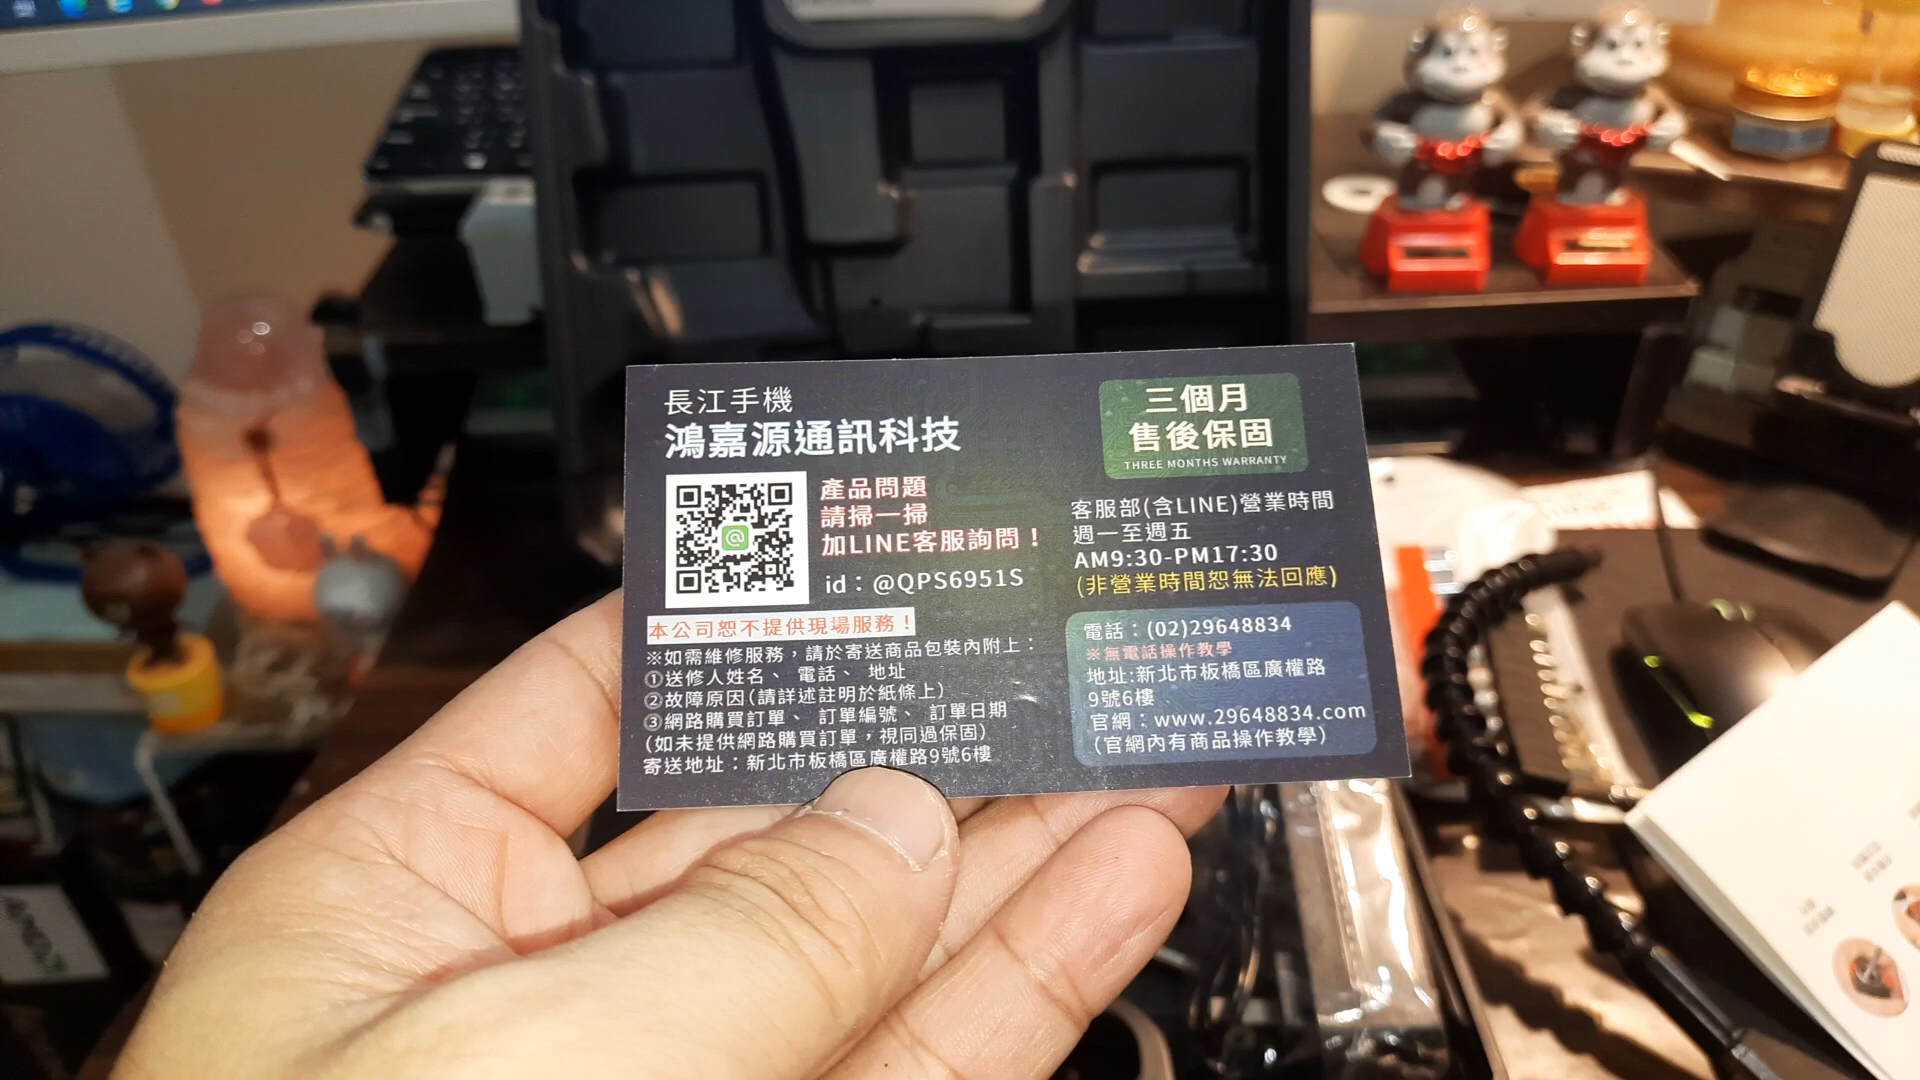 長江手機
鴻嘉源通訊科技
產品問題
請掃一掃
加LINE客服詢問！
id：@QPS6951S
本公司恕不提供現場服務！
※如需維修服務，請於寄送商品包裝內附上：
①送修人姓名、 電話、 地址
②故障原因(請詳述註明於紙條上)
③網路購買訂單、 訂單編號、 訂單日期
(如未提供網路購買訂單，視同過保固)
寄送地址：新北市板橋區廣權路9號6樓
三個月
售後保固
THREE MONTHS WARRANTY
客服部(含LINE)營業時間
週一至週五
AM9:30-PM17:30
(非營業時間恕無法回應)
電話：(02)29648834
※無電話操作教學
地址:新北市板橋區廣權路
9號6樓
官網：www.29648834.com
(官網內有商品操作教學)